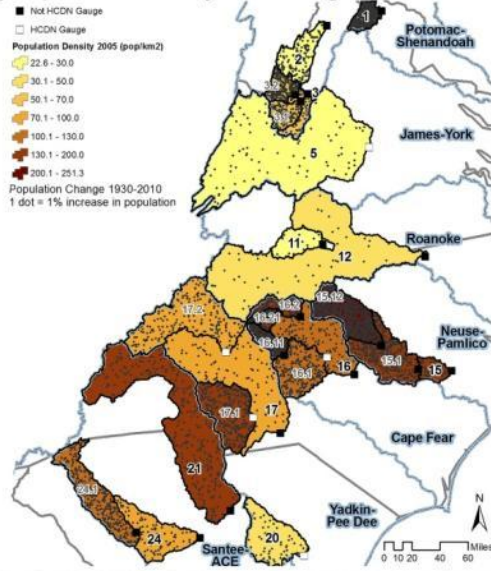 Not HCDN Gauge
HCDN Gauge
Population Density 2005 (pop/km2)
22.6 - 30.0
30.1 - 50.0
50.1 - 70.0
70.1 - 100.0
100.1 - 130.0
130.1 - 200.0
200.1 - 251.3
Population Change 1930-2010
1 dot = 1% increase in population
1
Potomac-
Shenandoah
2
3
5
James-York
Roanoke
11
12
17.2
16.2
15.12
16.21
16.11
Neuse-
Pamlico
16.1
16
15.1
15
17.1
17
Cape Fear
21
24.1
24
20
Yadkin-
Pee Dee
Santee-
ACE
N
0 10 20 40 60
Miles